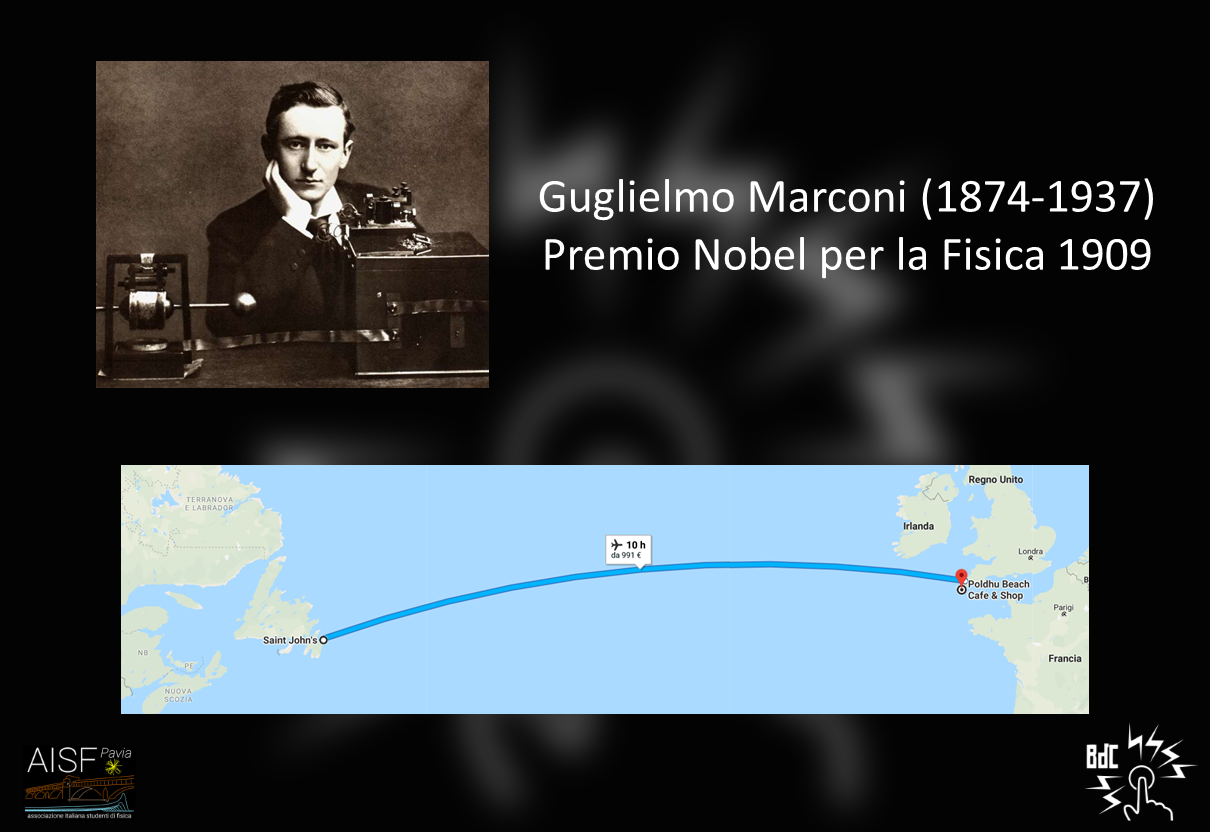 Guglielmo Marconi (1874-1937)
Premio Nobel per la Fisica 1909
TERRANOVA
E LABRADOR
Regno Unito
Irlanda
10 h
da 991 €
Londra
Poldhu Beach
Cafe & Shop
B
Parigi
Saint John's
NB
PE
Francia
NUOVA
SCOZIA
AISF Pavia
associazione italiana studenti di fisica
BdC